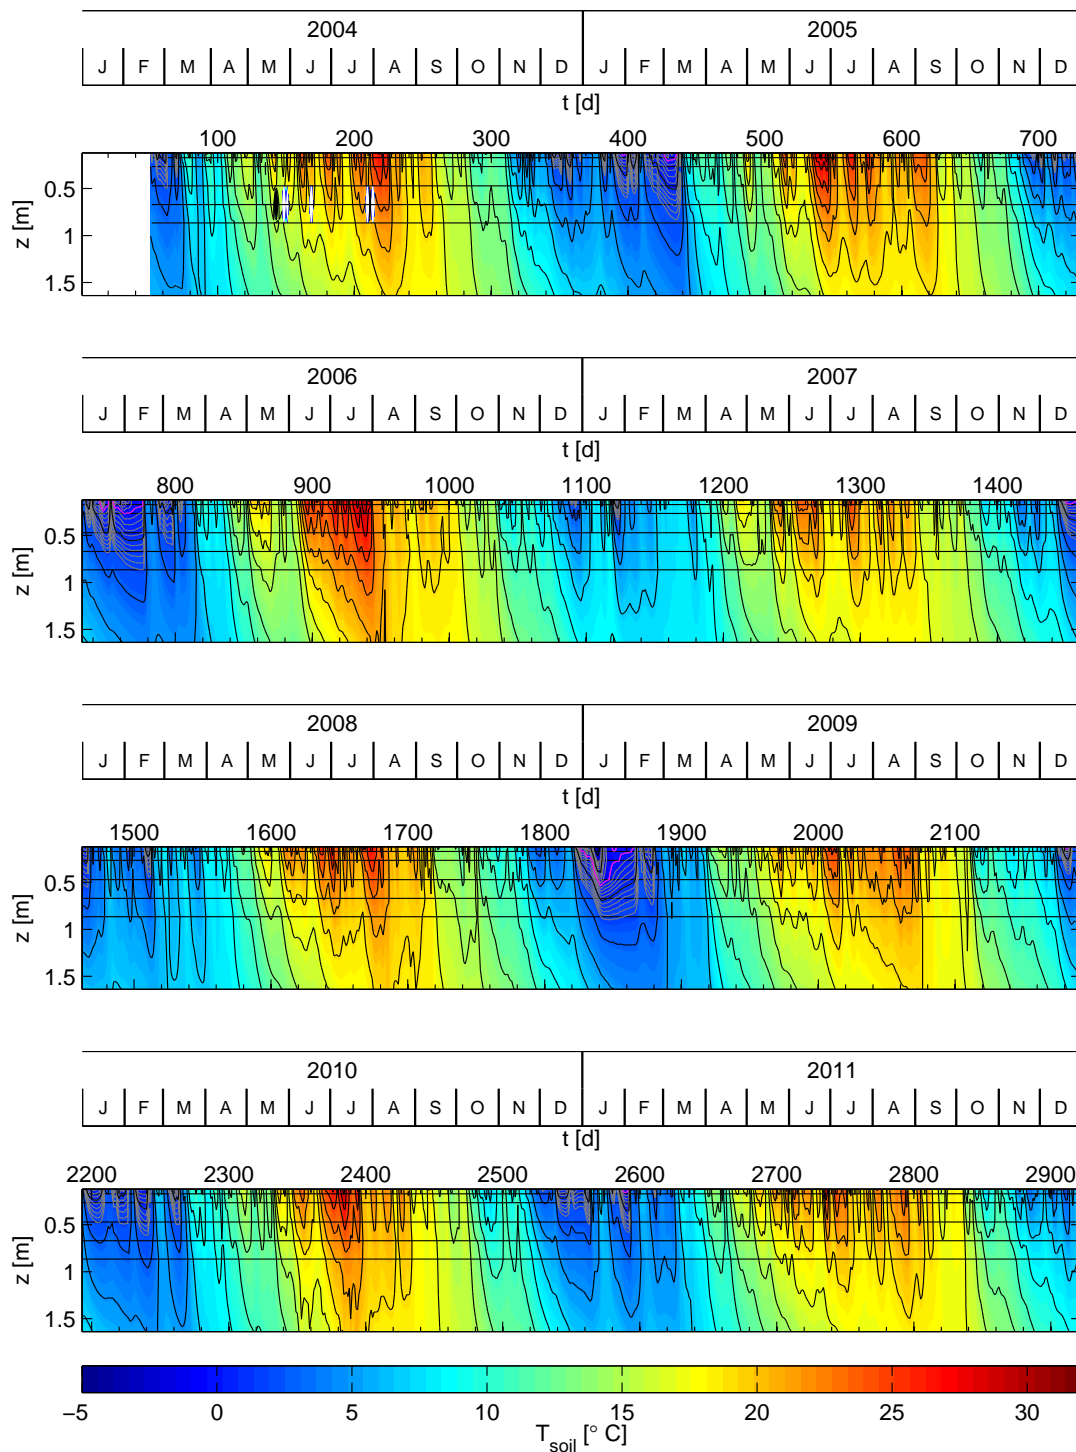 2004 2005
J F M A M J J A S O N D J F M A M J J A S O N D
t [d]
100 200 300 400 500 600 700
0.5
1
1.5
z [m]
2006 2007
J F M A M J J A S O N D J F M A M J J A S O N D
t [d]
800 900 1000 1100 1200 1300 1400
0.5
1
1.5
z [m]
2008 2009
J F M A M J J A S O N D J F M A M J J A S O N D
t [d]
1500 1600 1700 1800 1900 2000 2100
0.5
1
1.5
z [m]
2010 2011
J F M A M J J A S O N D J F M A M J J A S O N D
t [d]
2200 2300 2400 2500 2600 2700 2800 2900
0.5
1
1.5
z [m]
−5 0 5 10 15 20 25 30
T_soil [° C]